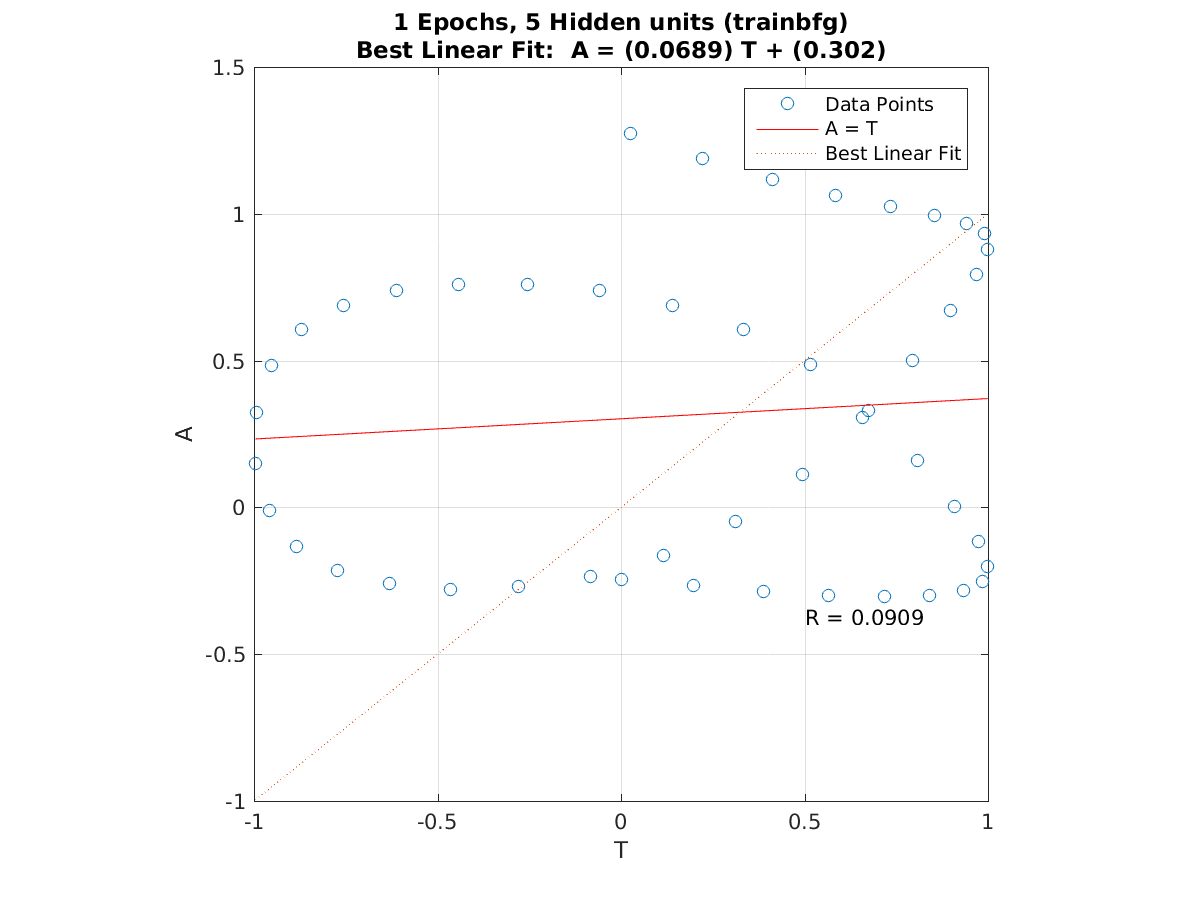 1 Epochs, 5 Hidden units (trainbfg)
Best Linear Fit:  A = (0.0689) T + (0.302)
1.5
1
0.5
0
-0.5
-1
A
Data Points
A = T
Best Linear Fit
R = 0.0909
-1
-0.5
0
0.5
1
T